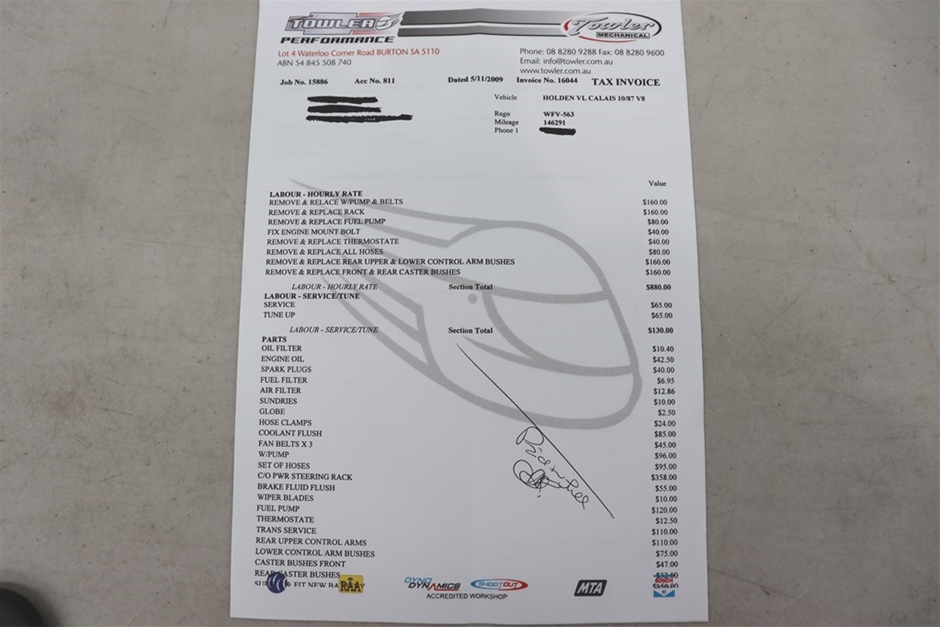 TOWLER PERFORMANCE
Towler MECHANICAL
Lot 4 Waterloo Corner Road BURTON SA 5110
ABN 54 845 508 740
Phone: 08 8280 9288 Fax: 08 8280 9600
Email: info@towler.com.au
www.towler.com.au
Job No. 15886 Acc No. 811 Dated 5/11/2009 Invoice No. 16044 TAX INVOICE
Vehicle HOLDEN VL CALAIS 10/87 V8
Rego WFV-563
Mileage 146291
Phone 1
Value
LABOUR - HOURLY RATE
REMOVE & RELACE W/PUMP & BELTS $160.00
REMOVE & REPLACE RACK $160.00
REMOVE & REPLACE FUEL PUMP $80.00
FIX ENGINE MOUNT BOLT $40.00
REMOVE & REPLACE THERMOSTATE $40.00
REMOVE & REPLACE ALL HOSES $80.00
REMOVE & REPLACE REAR UPPER & LOWER CONTROL ARM BUSHES $160.00
REMOVE & REPLACE FRONT & REAR CASTER BUSHES $160.00
LABOUR - HOURLY RATE Section Total $880.00
LABOUR - SERVICE/TUNE
SERVICE $65.00
TUNE UP $65.00
LABOUR - SERVICE/TUNE Section Total $130.00
PARTS
OIL FILTER $10.40
ENGINE OIL $42.50
SPARK PLUGS $40.00
FUEL FILTER $6.95
AIR FILTER $12.86
SUNDRIES $10.00
GLOBE $2.50
HOSE CLAMPS $24.00
COOLANT FLUSH $85.00
FAN BELTS X 3 $45.00
W/PUMP $96.00
SET OF HOSES $95.00
C/O PWR STEERING RACK $358.00
BRAKE FLUID FLUSH $55.00
WIPER BLADES $10.00
FUEL PUMP $120.00
THERMOSTATE $12.50
TRANS SERVICE $110.00
REAR UPPER CONTROL ARMS $110.00
LOWER CONTROL ARM BUSHES $75.00
CASTER BUSHES FRONT $47.00
REAR CASTER BUSHES $32.00
& FIT NEW
Paid in full
RAA
DYNO DYNAMICS
SHOOTOUT
ACCREDITED WORKSHOP
MTA
BOSCH